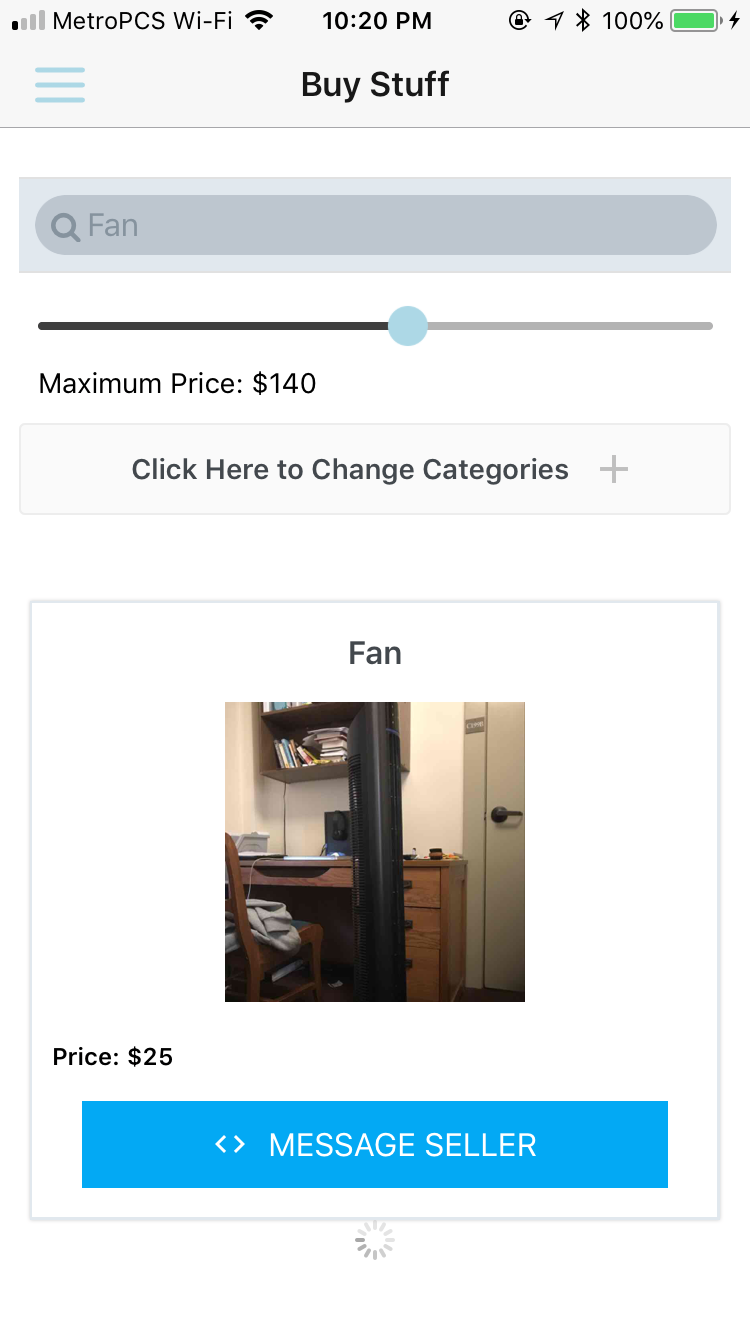 MetroPCS Wi-Fi 10:20 PM 100%
Buy Stuff
Fan
Maximum Price: $140
Click Here to Change Categories
Fan
Price: $25
<> MESSAGE SELLER